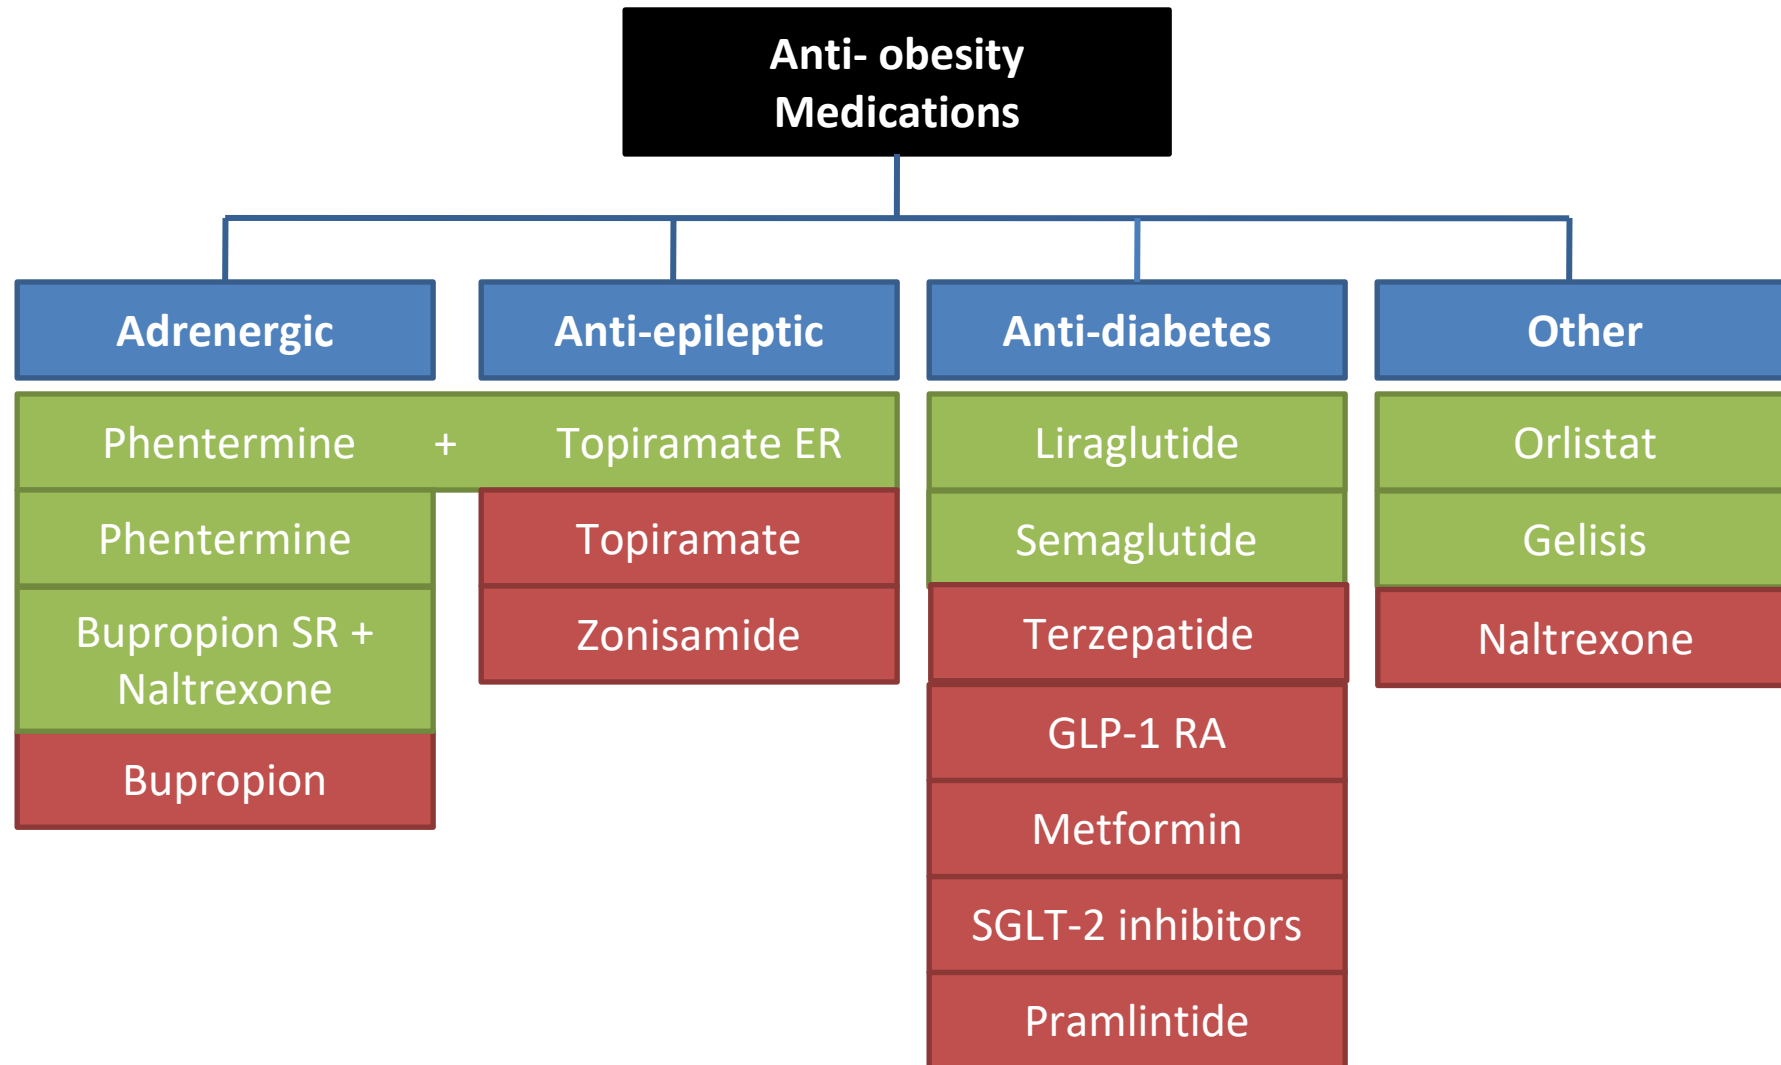 Anti- obesity
Medications
Adrenergic
Anti-epileptic
Anti-diabetes
Other
Phentermine + Topiramate ER
Liraglutide
Orlistat
Phentermine
Topiramate
Semaglutide
Gelisis
Bupropion SR +
Naltrexone
Zonisamide
Terzepatide
Naltrexone
Bupropion
GLP-1 RA
Metformin
SGLT-2 inhibitors
Pramlintide